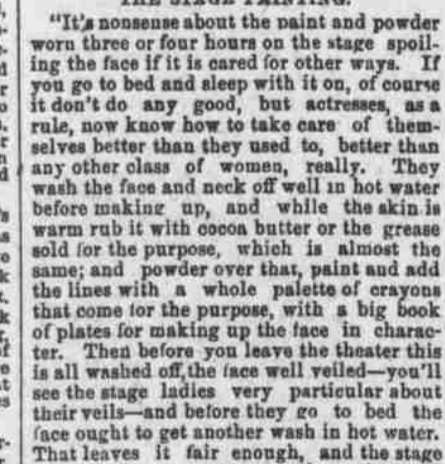 THE STAGE PAINTING.
"It's nonsense about the paint and powder
worn three or four hours on the stage spoil-
ing the face if it is cared for other ways. If
you go to bed and sleep with it on, of course
it don't do any good, but actresses, as a
rule, now know how to take care of them-
selves better than they used to, better than
any other class of women, really. They
wash the face and neck off well in hot water
before making up, and while the skin is
warm rub it with cocoa butter or the grease
sold for the purpose, which is almost the
same; and powder over that, paint and add
the lines with a whole palette of crayons
that come for the purpose, with a big book
of plates for making up the face in charac-
ter. Then before you leave the theater this
is all washed off, the face well veiled—you'll
see the stage ladies very particular about
their veils—and before they go to bed the
face ought to get another wash in hot water.
That leaves it fair enough, and the stage